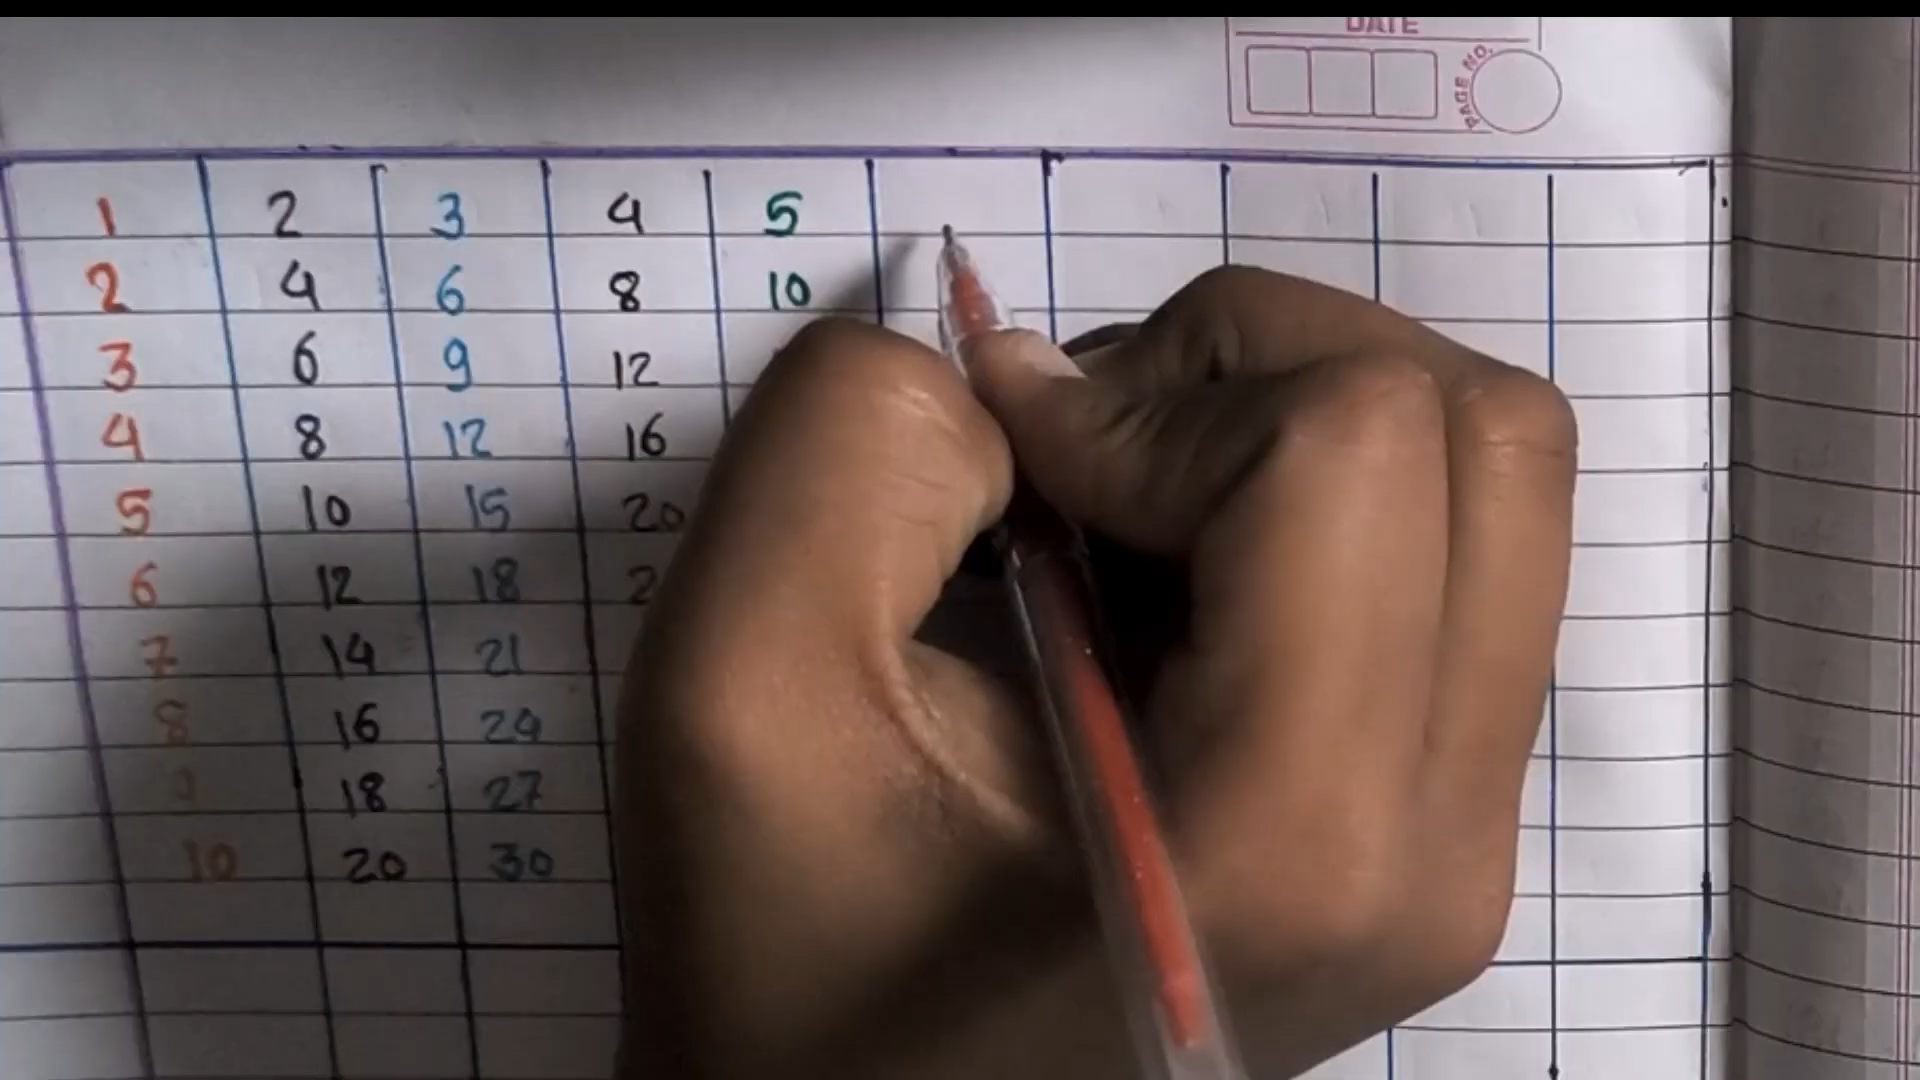 DATE
PAGE NO.
1 2 3 4 5
2 4 6 8 10
3 6 9 12
4 8 12 16
5 10 15 20
6 12 18 2
7 14 21
8 16 24
18 27
10 20 30